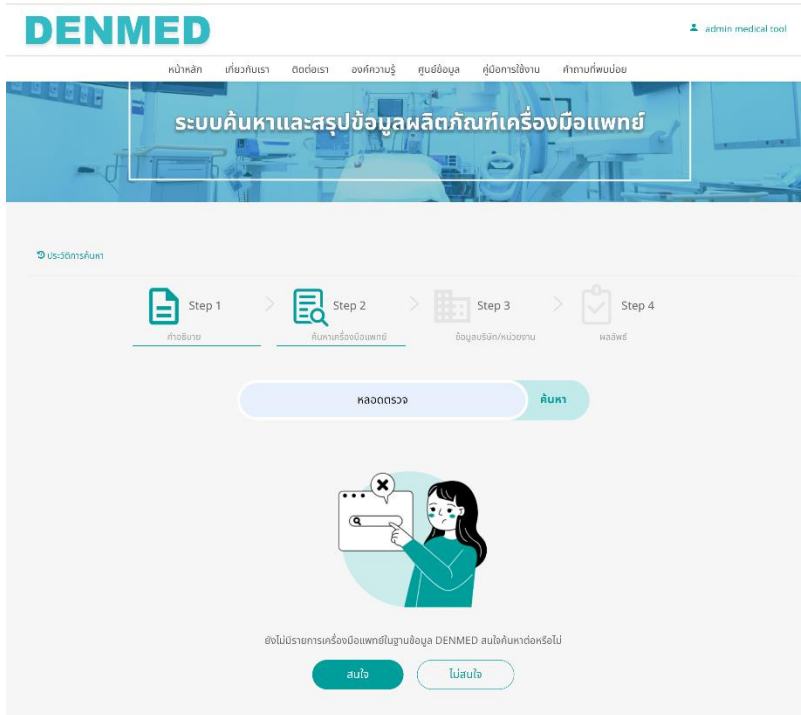 DENMED
admin medical tool
หน้าหลัก เกี่ยวกับเรา ติดต่อเรา องค์ความรู้ ศูนย์ข้อมูล คู่มือการใช้งาน คำถามที่พบบ่อย
ระบบค้นหาและสรุปข้อมูลผลิตภัณฑ์เครื่องมือแพทย์
ประวัติการค้นหา
Step 1 > Step 2 > Step 3 > Step 4
คำอธิบาย ค้นหาเครื่องมือแพทย์ ข้อมูลบริษัท/หน่วยงาน ผลลัพธ์
หลอดตรวจ ค้นหา
ยังไม่มีรายการเครื่องมือแพทย์ในฐานข้อมูล DENMED สนใจค้นหาต่อหรือไม่
สนใจ ไม่สนใจ